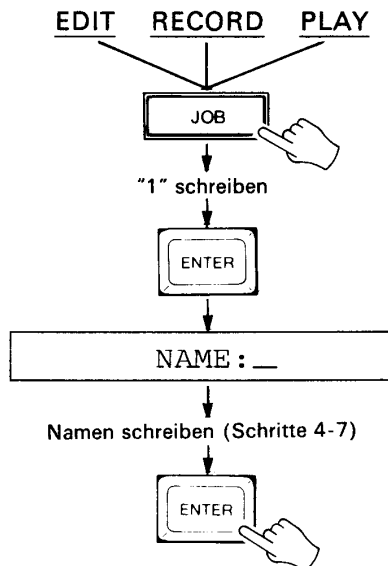 EDIT RECORD PLAY
JOB
"1" schreiben
ENTER
NAME:_
Namen schreiben (Schritte 4-7)
ENTER